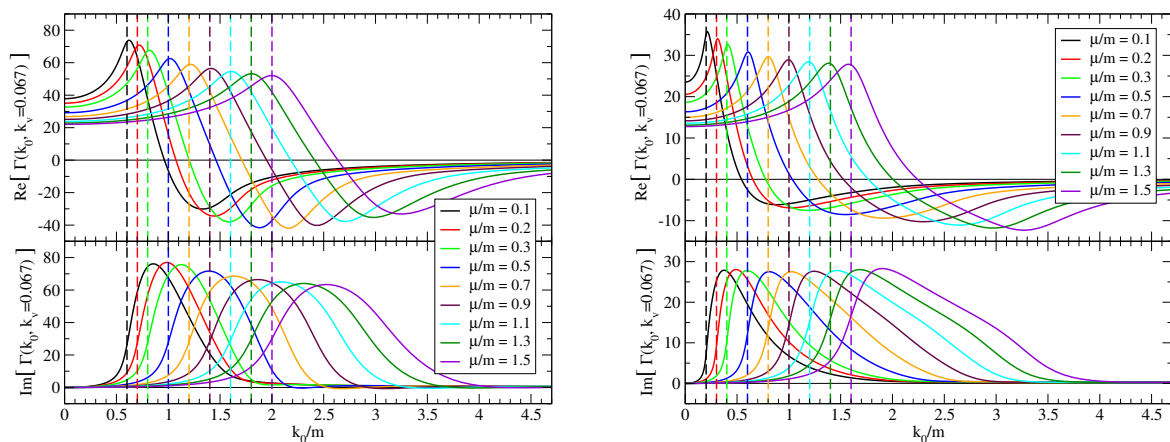 80
60
40
20
0
-20
-40
Re[ Γ(k0, kv=0.067) ]
μ/m = 0.1
μ/m = 0.2
μ/m = 0.3
μ/m = 0.5
μ/m = 0.7
μ/m = 0.9
μ/m = 1.1
μ/m = 1.3
μ/m = 1.5
60
40
20
0
Im[ Γ(k0, kv=0.067) ]
0 0.5 1 1.5 2 2.5 3 3.5 4 4.5
k0/m
40
30
20
10
0
-10
Re[ Γ(k0, kv=0.067) ]
μ/m = 0.1
μ/m = 0.2
μ/m = 0.3
μ/m = 0.5
μ/m = 0.7
μ/m = 0.9
μ/m = 1.1
μ/m = 1.3
μ/m = 1.5
30
20
10
0
Im[ Γ(k0, kv=0.067) ]
0 0.5 1 1.5 2 2.5 3 3.5 4 4.5
k0/m